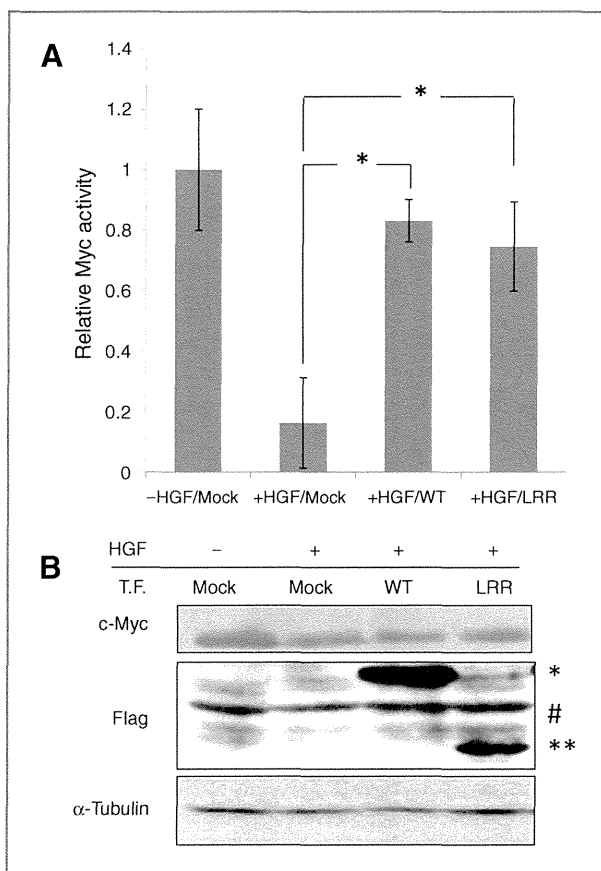 A
1.4
1.2
1
0.8
0.6
0.4
0.2
0
Relative Myc activity
*
*
−HGF/Mock +HGF/Mock +HGF/WT +HGF/LRR
B
HGF − + + +
T.F. Mock Mock WT LRR
c-Myc
Flag
*
#
**
α-Tubulin